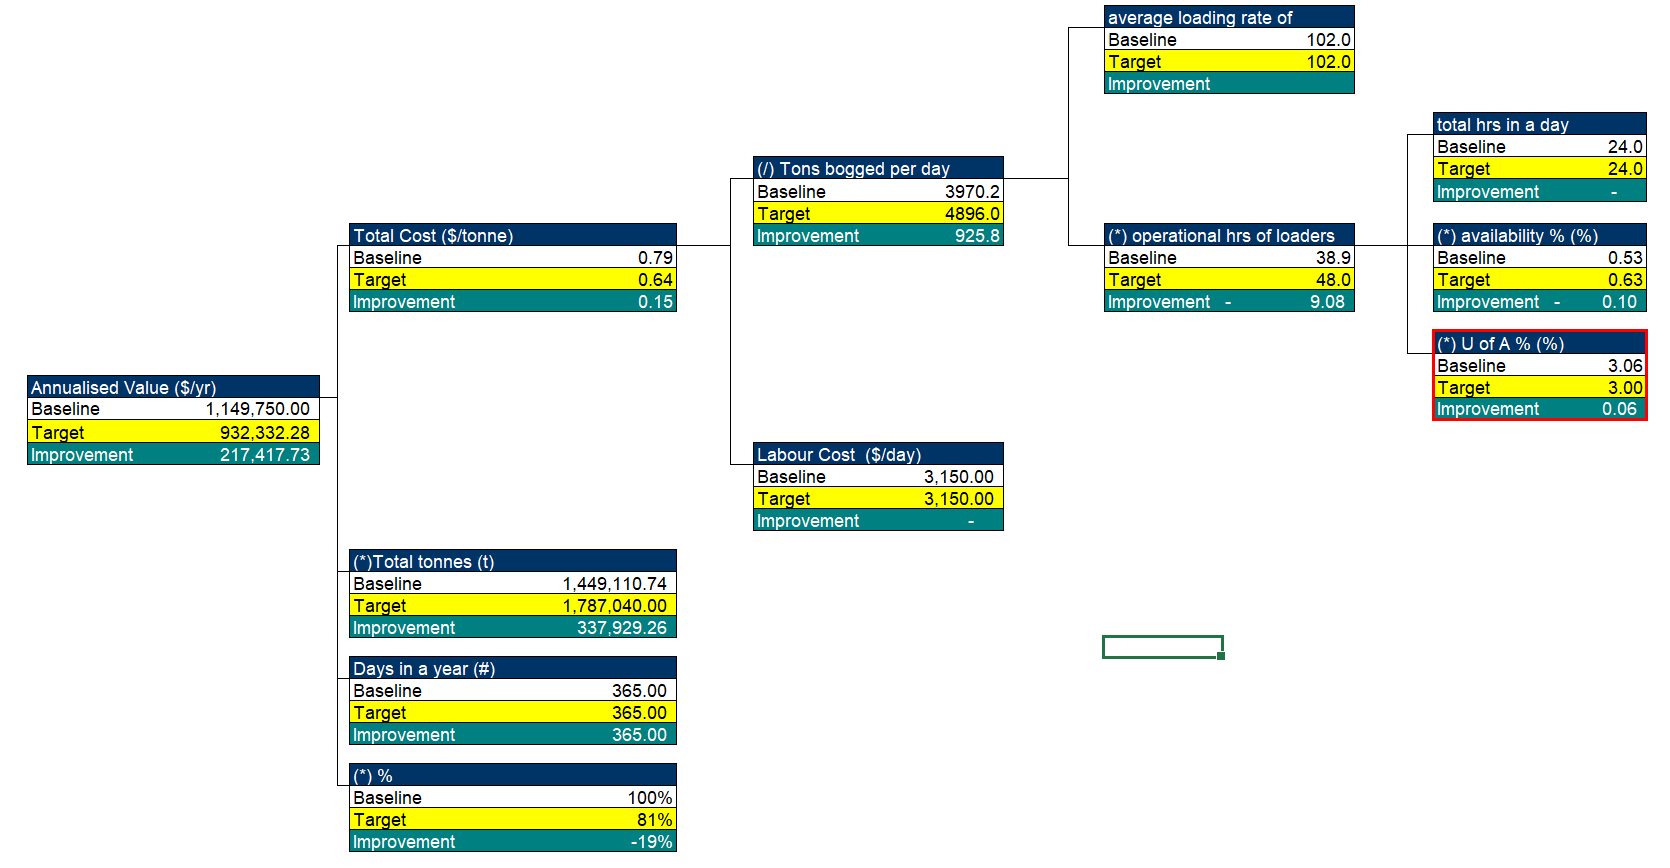 average loading rate of
Baseline 102.0
Target 102.0
Improvement
total hrs in a day
Baseline 24.0
Target 24.0
Improvement -
(/) Tons bogged per day
Baseline 3970.2
Target 4896.0
Improvement 925.8
Total Cost ($/tonne)
Baseline 0.79
Target 0.64
Improvement 0.15
(*) operational hrs of loaders
Baseline 38.9
Target 48.0
Improvement - 9.08
(*) availability % (%)
Baseline 0.53
Target 0.63
Improvement - 0.10
(*) U of A % (%)
Baseline 3.06
Target 3.00
Improvement 0.06
Annualised Value ($/yr)
Baseline 1,149,750.00
Target 932,332.28
Improvement 217,417.73
Labour Cost ($/day)
Baseline 3,150.00
Target 3,150.00
Improvement -
(*)Total tonnes (t)
Baseline 1,449,110.74
Target 1,787,040.00
Improvement 337,929.26
Days in a year (#)
Baseline 365.00
Target 365.00
Improvement 365.00
(*) %
Baseline 100%
Target 81%
Improvement -19%